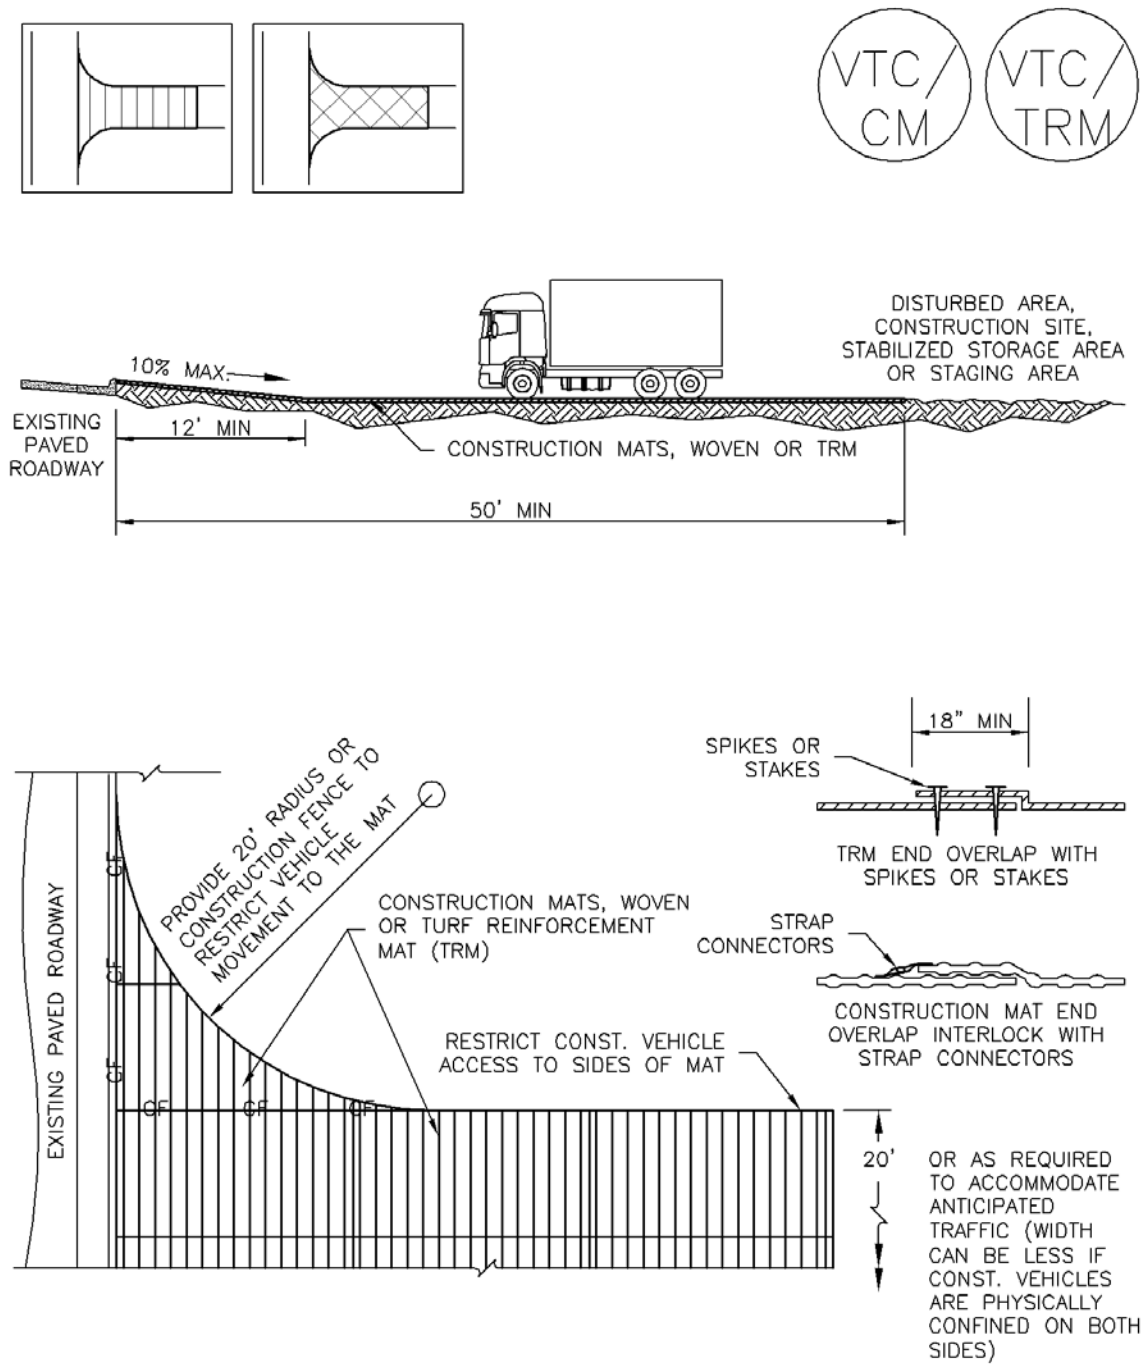 VTC/
CM
VTC/
TRM
10% MAX.
DISTURBED AREA,
CONSTRUCTION SITE,
STABILIZED STORAGE AREA
OR STAGING AREA
EXISTING
PAVED
ROADWAY
12' MIN
CONSTRUCTION MATS, WOVEN OR TRM
50' MIN
18" MIN
SPIKES OR
STAKES
TRM END OVERLAP WITH
SPIKES OR STAKES
PROVIDE 20' RADIUS OR
CONSTRUCTION FENCE TO
RESTRICT VEHICLE
MOVEMENT TO THE MAT
CONSTRUCTION MATS, WOVEN
OR TURF REINFORCEMENT
MAT (TRM)
STRAP
CONNECTORS
CONSTRUCTION MAT END
OVERLAP INTERLOCK WITH
STRAP CONNECTORS
RESTRICT CONST. VEHICLE
ACCESS TO SIDES OF MAT
EXISTING PAVED ROADWAY
CF
CF
CF
CF
CF
CF
20'
OR AS REQUIRED
TO ACCOMMODATE
ANTICIPATED
TRAFFIC (WIDTH
CAN BE LESS IF
CONST. VEHICLES
ARE PHYSICALLY
CONFINED ON BOTH
SIDES)